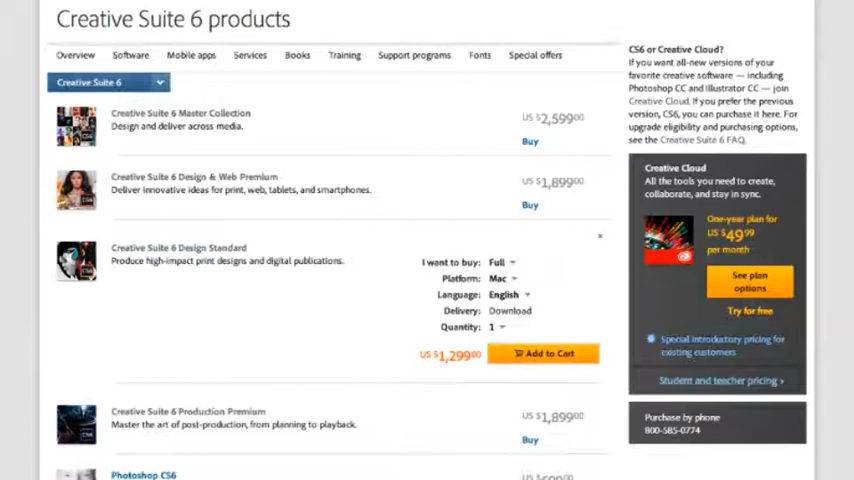 Creative Suite 6 products
Overview Software Mobile apps Services Books Training Support programs Fonts Special offers
Creative Suite 6
Creative Suite 6 Master Collection
Design and deliver across media.
US $2,599.00
Buy
Creative Suite 6 Design & Web Premium
Deliver innovative ideas for print, web, tablets, and smartphones.
US $1,899.00
Buy
Creative Suite 6 Design Standard
Produce high-impact print designs and digital publications.
I want to buy: Full
Platform: Mac
Language: English
Delivery: Download
Quantity: 1
US $1,299.00 Add to Cart
Creative Suite 6 Production Premium
Master the art of post-production, from planning to playback.
US $1,899.00
Buy
Photoshop CS6
CS6 or Creative Cloud?
If you want all-new versions of your
favorite creative software — including
Photoshop CC and Illustrator CC — join
Creative Cloud. If you prefer the previous
version, CS6, you can purchase it here. For
upgrade eligibility and purchasing options,
see the Creative Suite 6 FAQ.
Creative Cloud
All the tools you need to create,
collaborate, and stay in sync.
One-year plan for
US $49.99
per month
See plan
options
Try for free
Special introductory pricing for
existing customers
Student and teacher pricing ›
Purchase by phone
800-585-0774